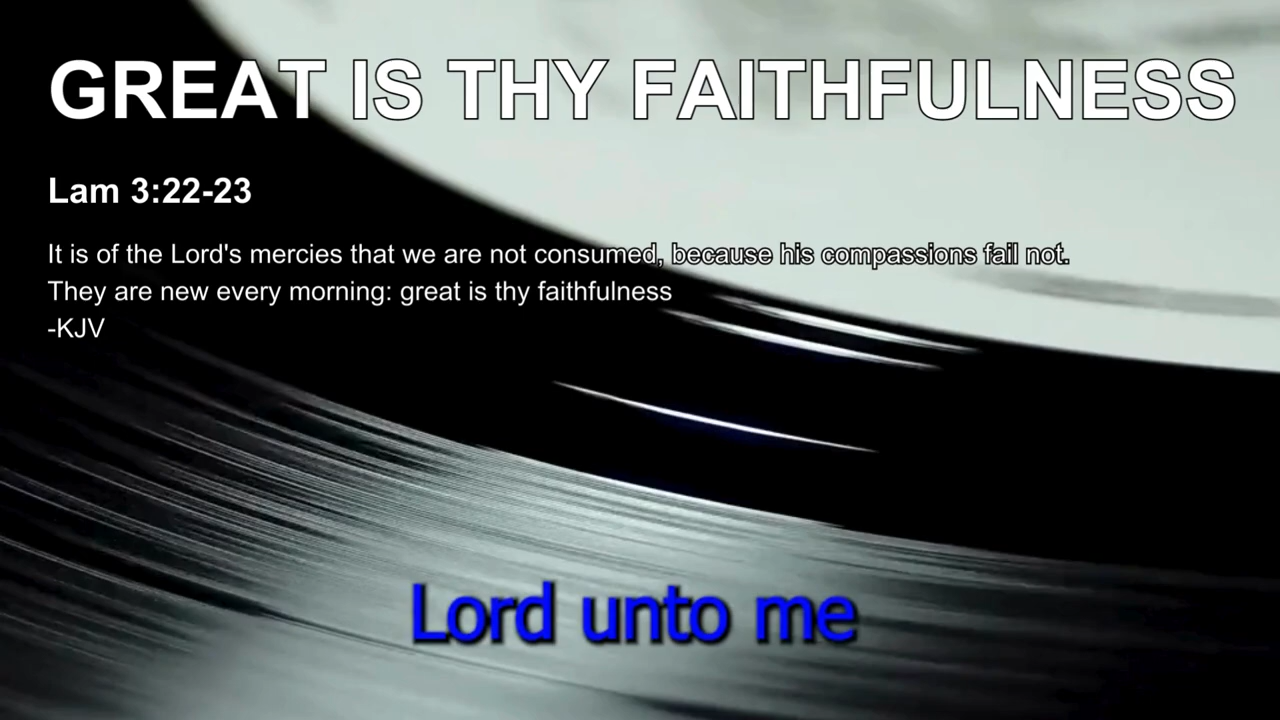 GREAT IS THY FAITHFULNESS
Lam 3:22-23
It is of the Lord's mercies that we are not consumed, because his compassions fail not.
They are new every morning: great is thy faithfulness
-KJV
Lord unto me